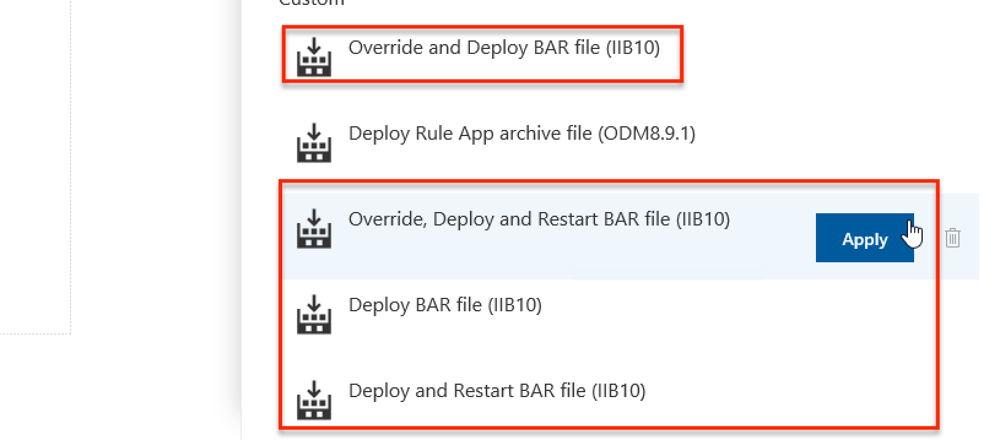 Custom
Override and Deploy BAR file (IIB10)
Deploy Rule App archive file (ODM8.9.1)
Override, Deploy and Restart BAR file (IIB10)
Apply
Deploy BAR file (IIB10)
Deploy and Restart BAR file (IIB10)